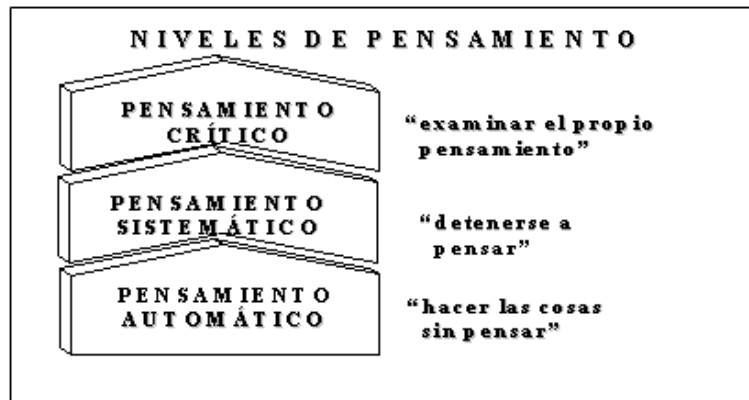 NIVELES DE PENSAMIENTO
PENSAMIENTO
CRÍTICO
“examinar el propio
pensamiento”
PENSAMIENTO
SISTEMÁTICO
“detenerse a
pensar”
PENSAMIENTO
AUTOMÁTICO
“hacer las cosas
sin pensar”